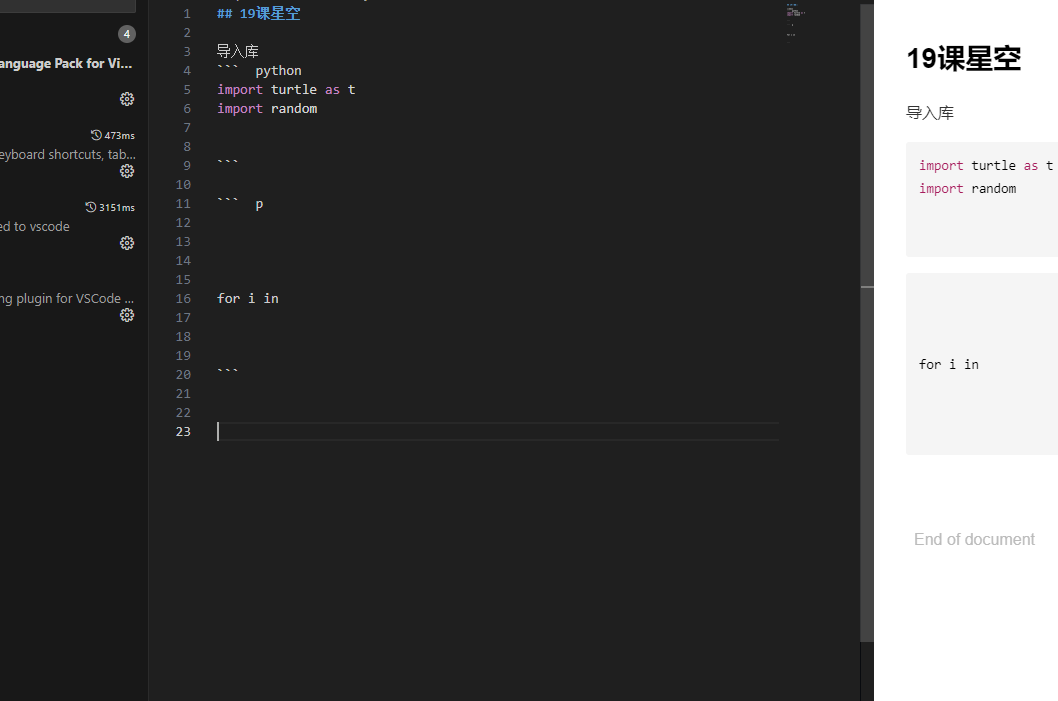 4
anguage Pack for Vi...
473ms
eyboard shortcuts, tab...
3151ms
ed to vscode
ng plugin for VSCode ...
1 ## 19课星空
2
3 导入库
4 ```  python
5 import turtle as t
6 import random
7
8
9 ```
10
11 ```  p
12
13
14
15
16 for i in
17
18
19
20 ```
21
22
23
19课星空
导入库
import turtle as t
import random
for i in
End of document